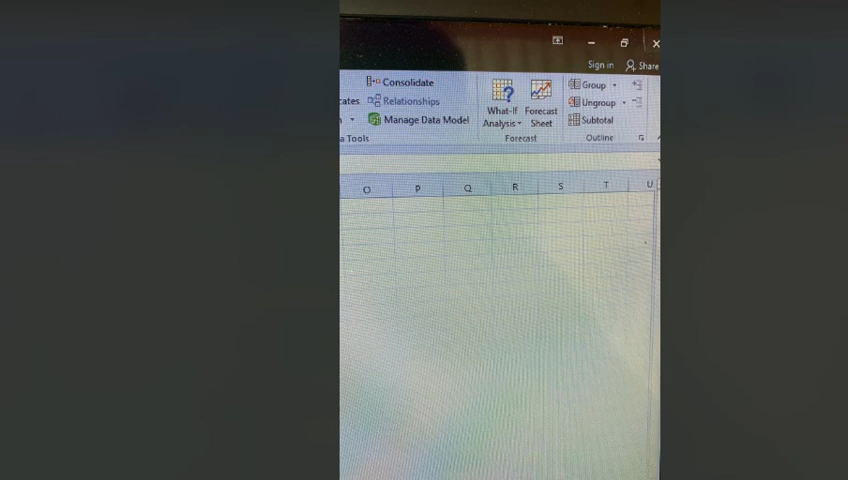 Sign in Share
Consolidate
Relationships
Manage Data Model
a Tools
What-If
Analysis
Forecast
Sheet
Forecast
Group
Ungroup
Subtotal
Outline
O P Q R S T U